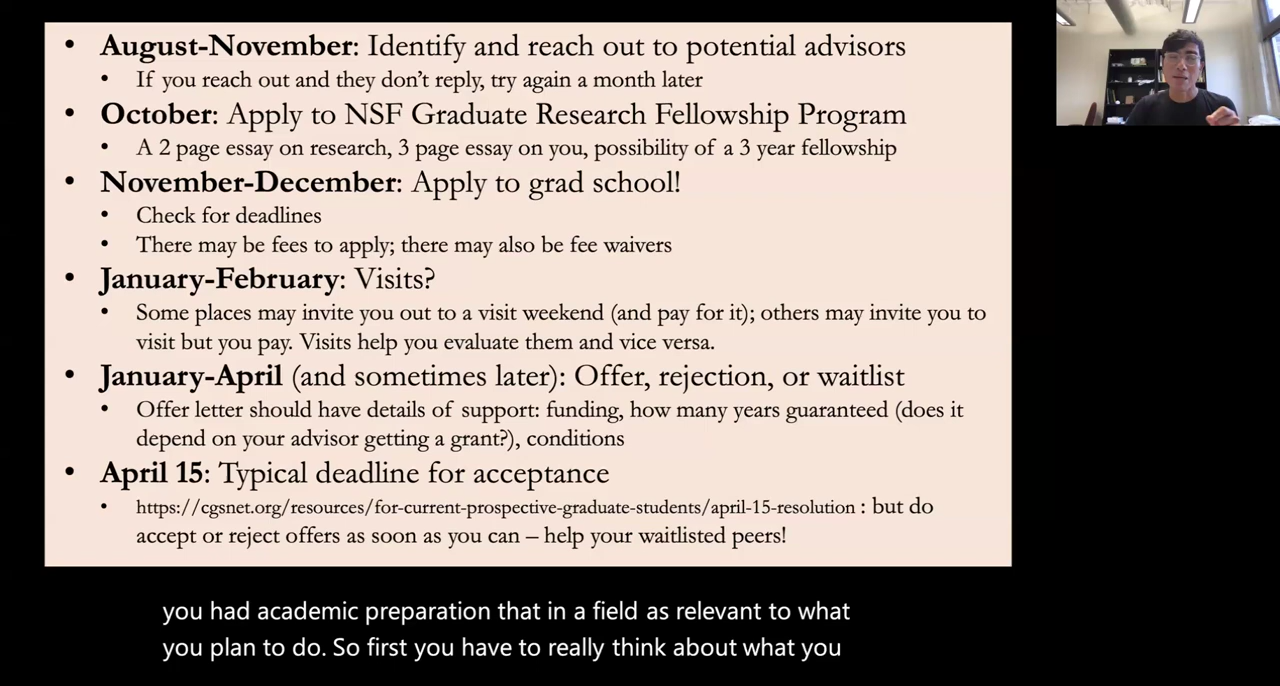 • August-November: Identify and reach out to potential advisors
• If you reach out and they don’t reply, try again a month later
• October: Apply to NSF Graduate Research Fellowship Program
• A 2 page essay on research, 3 page essay on you, possibility of a 3 year fellowship
• November-December: Apply to grad school!
• Check for deadlines
• There may be fees to apply; there may also be fee waivers
• January-February: Visits?
• Some places may invite you out to a visit weekend (and pay for it); others may invite you to
visit but you pay. Visits help you evaluate them and vice versa.
• January-April (and sometimes later): Offer, rejection, or waitlist
• Offer letter should have details of support: funding, how many years guaranteed (does it
depend on your advisor getting a grant?), conditions
• April 15: Typical deadline for acceptance
• https://cgsnet.org/resources/for-current-prospective-graduate-students/april-15-resolution : but do
accept or reject offers as soon as you can – help your waitlisted peers!
you had academic preparation that in a field as relevant to what
you plan to do. So first you have to really think about what you